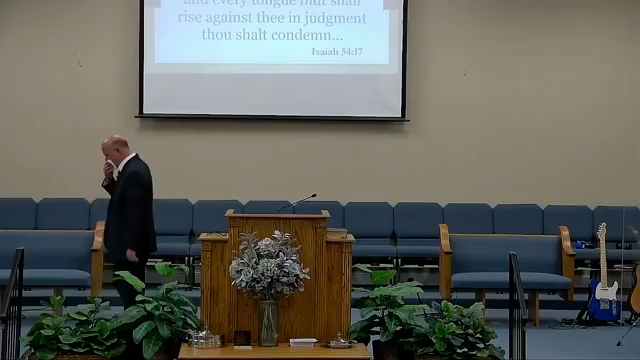 and every tongue that shall
rise against thee in judgment
thou shalt condemn...
Isaiah 54:17